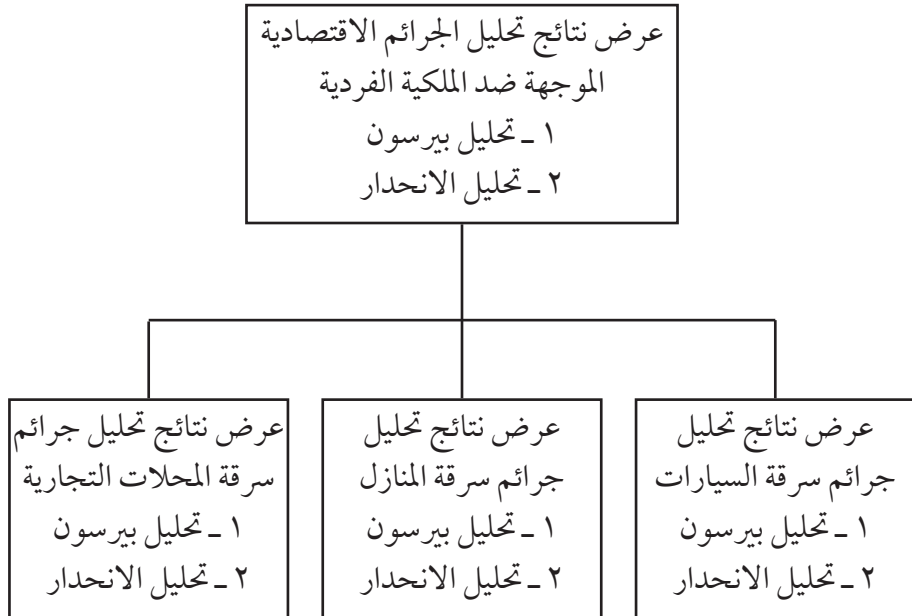 عرض نتائج تحليل الجرائم الاقتصادية
الموجهة ضد الملكية الفردية
١ ـ تحليل بيرسون
٢ ـ تحليل الانحدار
عرض نتائج تحليل
جرائم سرقة السيارات
١ ـ تحليل بيرسون
٢ ـ تحليل الانحدار
عرض نتائج تحليل
جرائم سرقة المنازل
١ ـ تحليل بيرسون
٢ ـ تحليل الانحدار
عرض نتائج تحليل جرائم
سرقة المحلات التجارية
١ ـ تحليل بيرسون
٢ ـ تحليل الانحدار